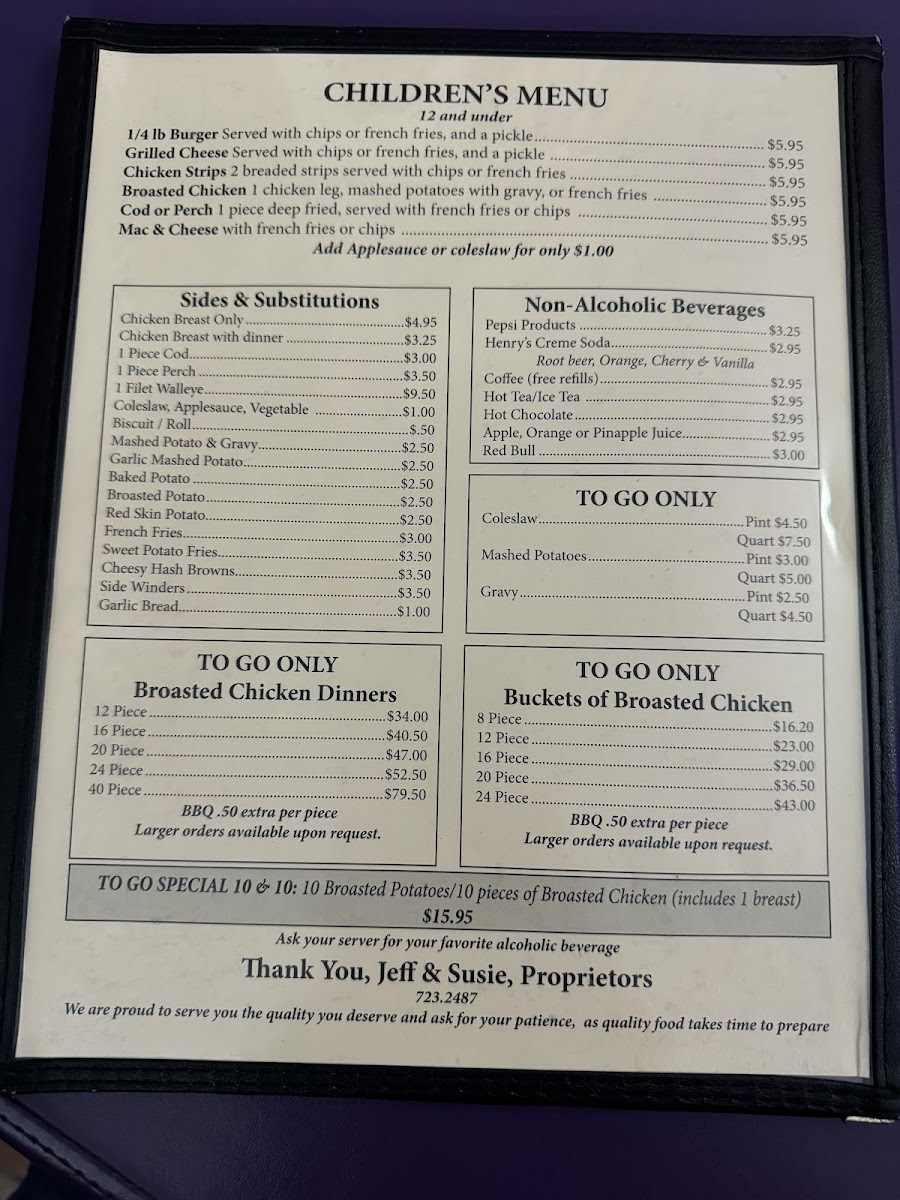 CHILDREN'S MENU
12 and under
1/4 lb Burger Served with chips or french fries, and a pickle $5.95
Grilled Cheese Served with chips or french fries, and a pickle $5.95
Chicken Strips 2 breaded strips served with chips or french fries $5.95
Broasted Chicken 1 chicken leg, mashed potatoes with gravy, or french fries $5.95
Cod or Perch 1 piece deep fried, served with french fries or chips $5.95
Mac & Cheese with french fries or chips $5.95
Add Applesauce or coleslaw for only $1.00
Sides & Substitutions
Chicken Breast Only $4.95
Chicken Breast with dinner $3.25
1 Piece Cod $3.00
1 Piece Perch $3.50
1 Filet Walleye $9.50
Coleslaw, Applesauce, Vegetable $1.00
Biscuit / Roll $.50
Mashed Potato & Gravy $2.50
Garlic Mashed Potato $2.50
Baked Potato $2.50
Broasted Potato $2.50
Red Skin Potato $2.50
French Fries $3.00
Sweet Potato Fries $3.50
Cheesy Hash Browns $3.50
Side Winders $3.50
Garlic Bread $1.00
Non-Alcoholic Beverages
Pepsi Products $3.25
Henry's Creme Soda $2.95
Root beer, Orange, Cherry & Vanilla
Coffee (free refills) $2.95
Hot Tea/Ice Tea $2.95
Hot Chocolate $2.95
Apple, Orange or Pinapple Juice $2.95
Red Bull $3.00
TO GO ONLY
Coleslaw Pint $4.50
Quart $7.50
Mashed Potatoes Pint $3.00
Quart $5.00
Gravy Pint $2.50
Quart $4.50
TO GO ONLY
Broasted Chicken Dinners
12 Piece $34.00
16 Piece $40.50
20 Piece $47.00
24 Piece $52.50
40 Piece $79.50
BBQ .50 extra per piece
Larger orders available upon request.
TO GO ONLY
Buckets of Broasted Chicken
8 Piece $16.20
12 Piece $23.00
16 Piece $29.00
20 Piece $36.50
24 Piece $43.00
BBQ .50 extra per piece
Larger orders available upon request.
TO GO SPECIAL 10 & 10: 10 Broasted Potatoes/10 pieces of Broasted Chicken (includes 1 breast)
$15.95
Ask your server for your favorite alcoholic beverage
Thank You, Jeff & Susie, Proprietors
723.2487
We are proud to serve you the quality you deserve and ask for your patience, as quality food takes time to prepare